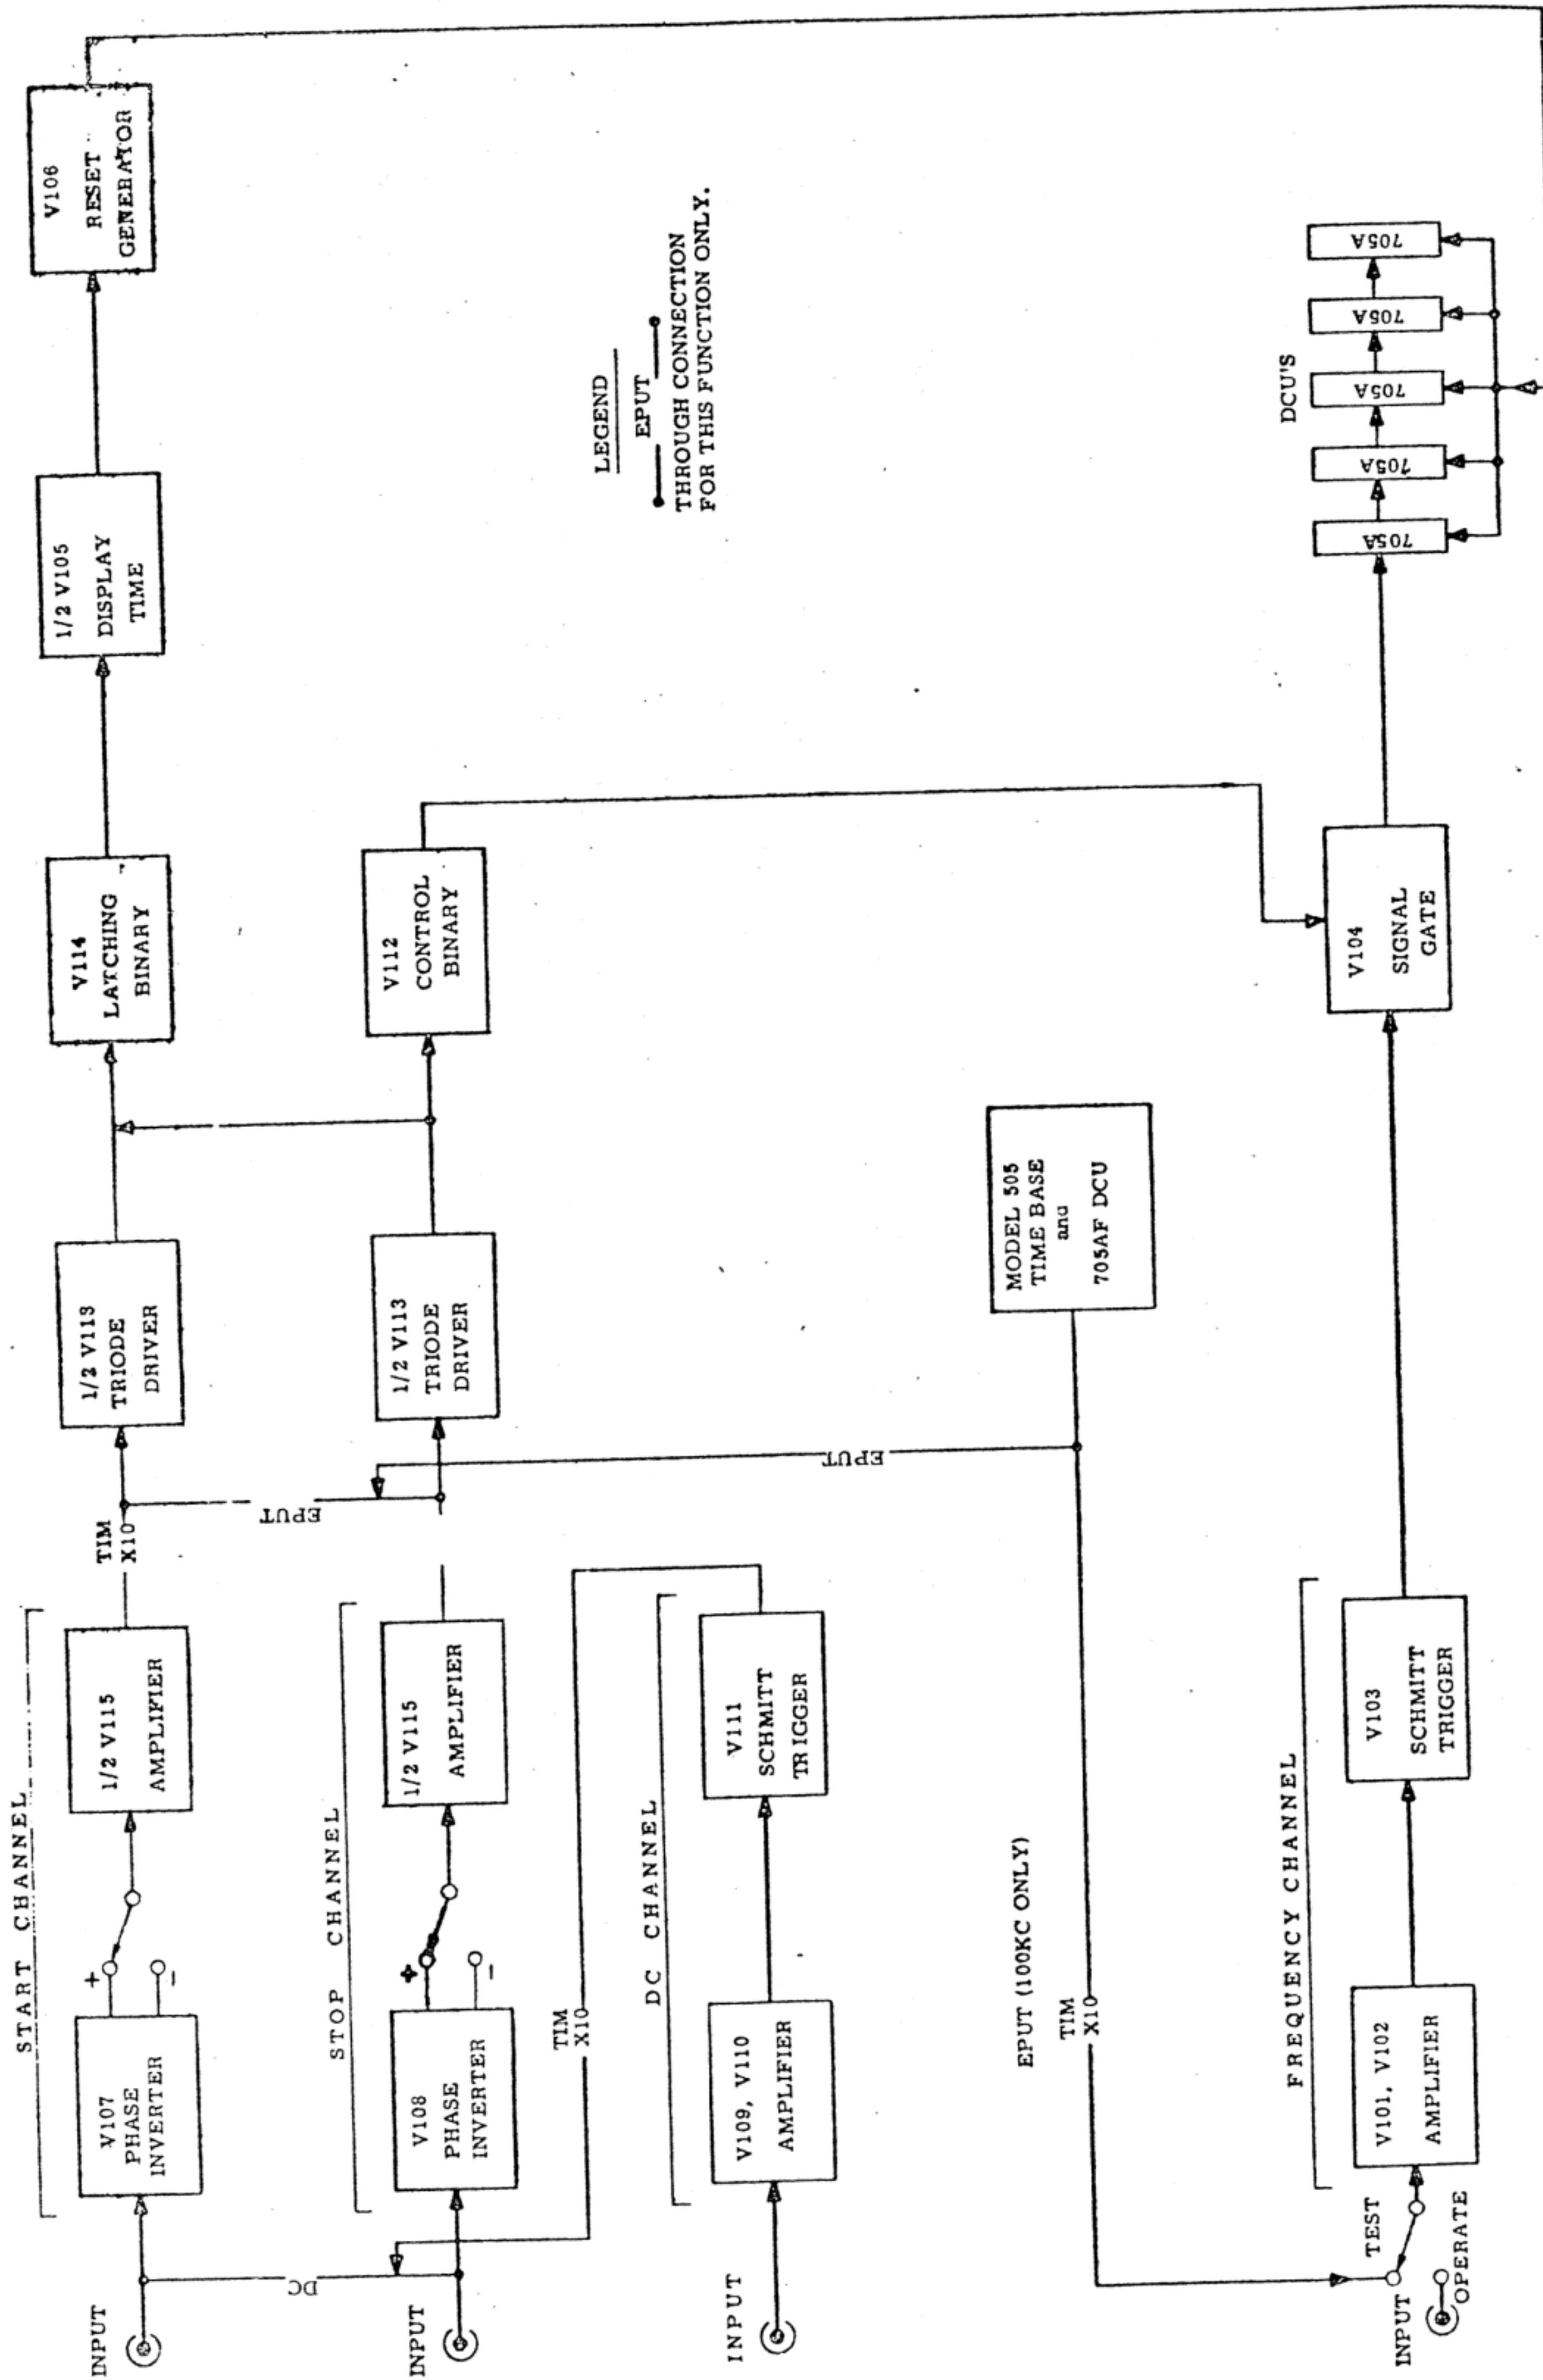 START CHANNEL
INPUT
V107
PHASE
INVERTER
+
-
1/2 V115
AMPLIFIER
TIM
X10
1/2 V113
TRIODE
DRIVER
V114
LATCHING
BINARY
1/2 V105
DISPLAY
TIME
V106
RESET
GENERATOR
DC
STOP CHANNEL
INPUT
V108
PHASE
INVERTER
+
-
1/2 V115
AMPLIFIER
EPUT
1/2 V113
TRIODE
DRIVER
V112
CONTROL
BINARY
TIM
X10
DC CHANNEL
INPUT
V109, V110
AMPLIFIER
V111
SCHMITT
TRIGGER
EPUT
LEGEND
EPUT
THROUGH CONNECTION
FOR THIS FUNCTION ONLY.
MODEL 505
TIME BASE
and
705AF DCU
EPUT (100KC ONLY)
TIM
X10
FREQUENCY CHANNEL
TEST
INPUT
OPERATE
V101, V102
AMPLIFIER
V103
SCHMITT
TRIGGER
V104
SIGNAL
GATE
DCU'S
705A
705A
705A
705A
705A